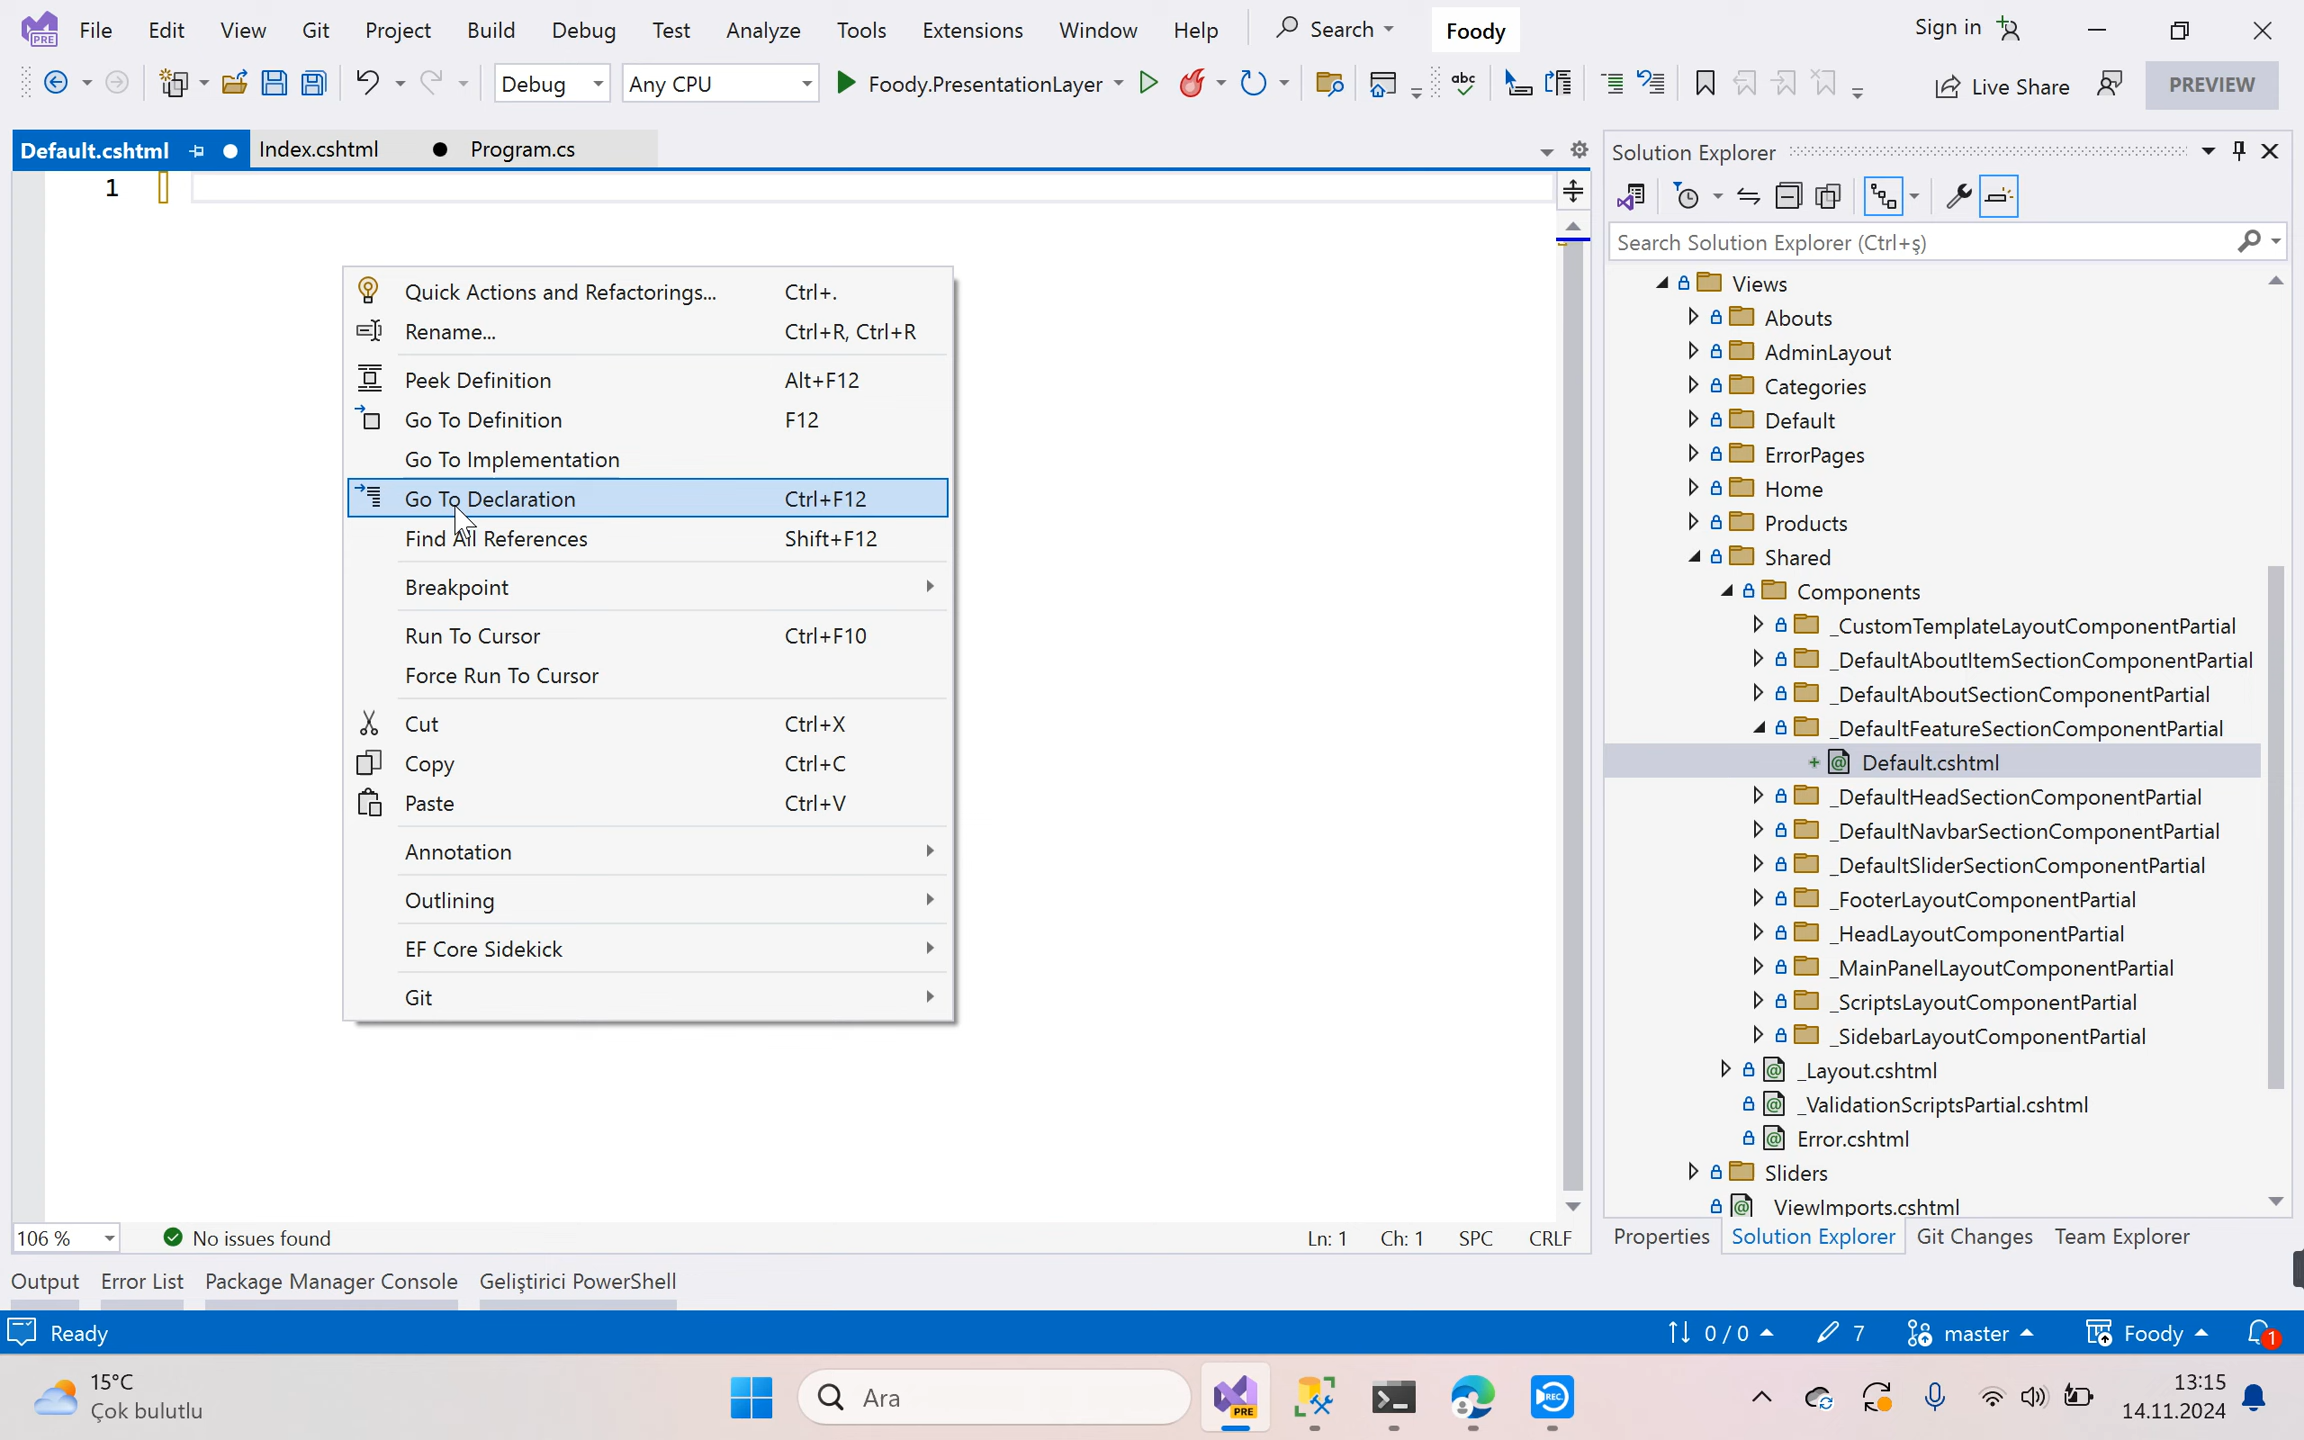 File Edit View Git Project Build Debug Test Analyze Tools Extensions Window Help Search Foody Sign in
PRE
Debug Any CPU Foody.PresentationLayer abc Live Share PREVIEW
Default.cshtml Index.cshtml Program.cs
1
Quick Actions and Refactorings... Ctrl+.
Rename... Ctrl+R, Ctrl+R
Peek Definition Alt+F12
Go To Definition F12
Go To Implementation
Go To Declaration Ctrl+F12
Find All References Shift+F12
Breakpoint
Run To Cursor Ctrl+F10
Force Run To Cursor
Cut Ctrl+X
Copy Ctrl+C
Paste Ctrl+V
Annotation
Outlining
EF Core Sidekick
Git
Solution Explorer
Search Solution Explorer (Ctrl+ş)
Views
Abouts
AdminLayout
Categories
Default
ErrorPages
Home
Products
Shared
Components
_CustomTemplateLayoutComponentPartial
_DefaultAboutItemSectionComponentPartial
_DefaultAboutSectionComponentPartial
_DefaultFeatureSectionComponentPartial
Default.cshtml
_DefaultHeadSectionComponentPartial
_DefaultNavbarSectionComponentPartial
_DefaultSliderSectionComponentPartial
_FooterLayoutComponentPartial
_HeadLayoutComponentPartial
_MainPanelLayoutComponentPartial
_ScriptsLayoutComponentPartial
_SidebarLayoutComponentPartial
_Layout.cshtml
_ValidationScriptsPartial.cshtml
Error.cshtml
Sliders
ViewImports.cshtml
106 % No issues found Ln: 1 Ch: 1 SPC CRLF
Properties Solution Explorer Git Changes Team Explorer
Output Error List Package Manager Console Geliştirici PowerShell
Ready 0 / 0 7 master Foody 1
15°C
Çok bulutlu
Ara
PRE
REC
13:15
14.11.2024